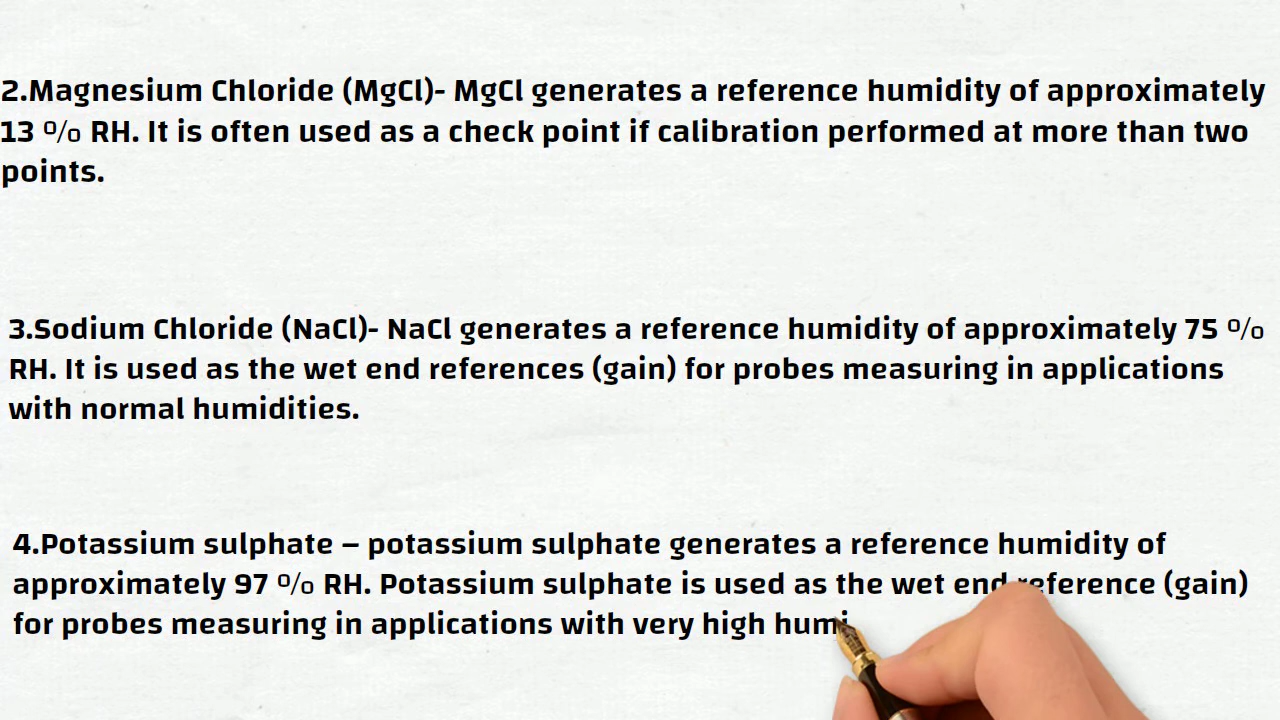 2.Magnesium Chloride (MgCl)- MgCl generates a reference humidity of approximately
13 % RH. It is often used as a check point if calibration performed at more than two
points.
3.Sodium Chloride (NaCl)- NaCl generates a reference humidity of approximately 75 %
RH. It is used as the wet end references (gain) for probes measuring in applications
with normal humidities.
4.Potassium sulphate – potassium sulphate generates a reference humidity of
approximately 97 % RH. Potassium sulphate is used as the wet end reference (gain)
for probes measuring in applications with very high humi